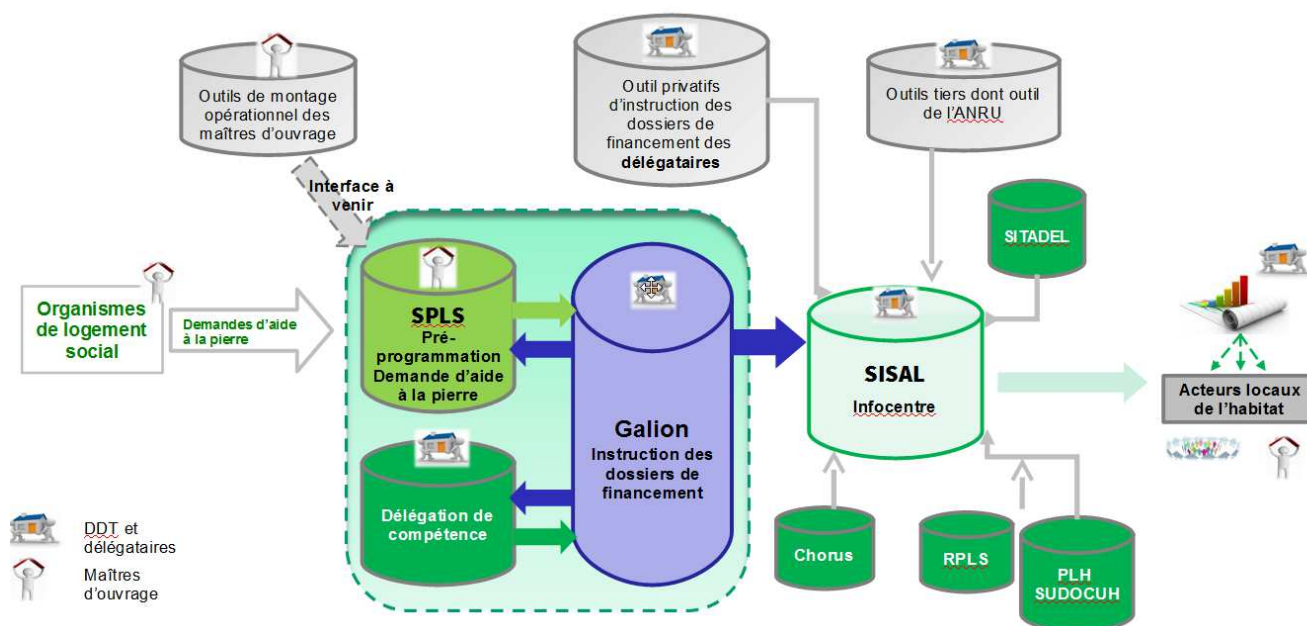 Outils de montage
opérationnel des
maîtres d'ouvrage
Outil privatifs
d'instruction des
dossiers de
financement des
délégataires
Outils tiers dont outil
de l'ANRU
Interface à
venir
SITADEL
Organismes
de logement
social
Demandes d'aide
à la pierre
SPLS
Pré-
programmation
Demande d'aide
à la pierre
Galion
Instruction des
dossiers de
financement
Délégation de
compétence
SISAL
Infocentre
Acteurs locaux
de l'habitat
Chorus
RPLS
PLH
SUDOCUH
DDT et
délégataires
Maîtres
d'ouvrage